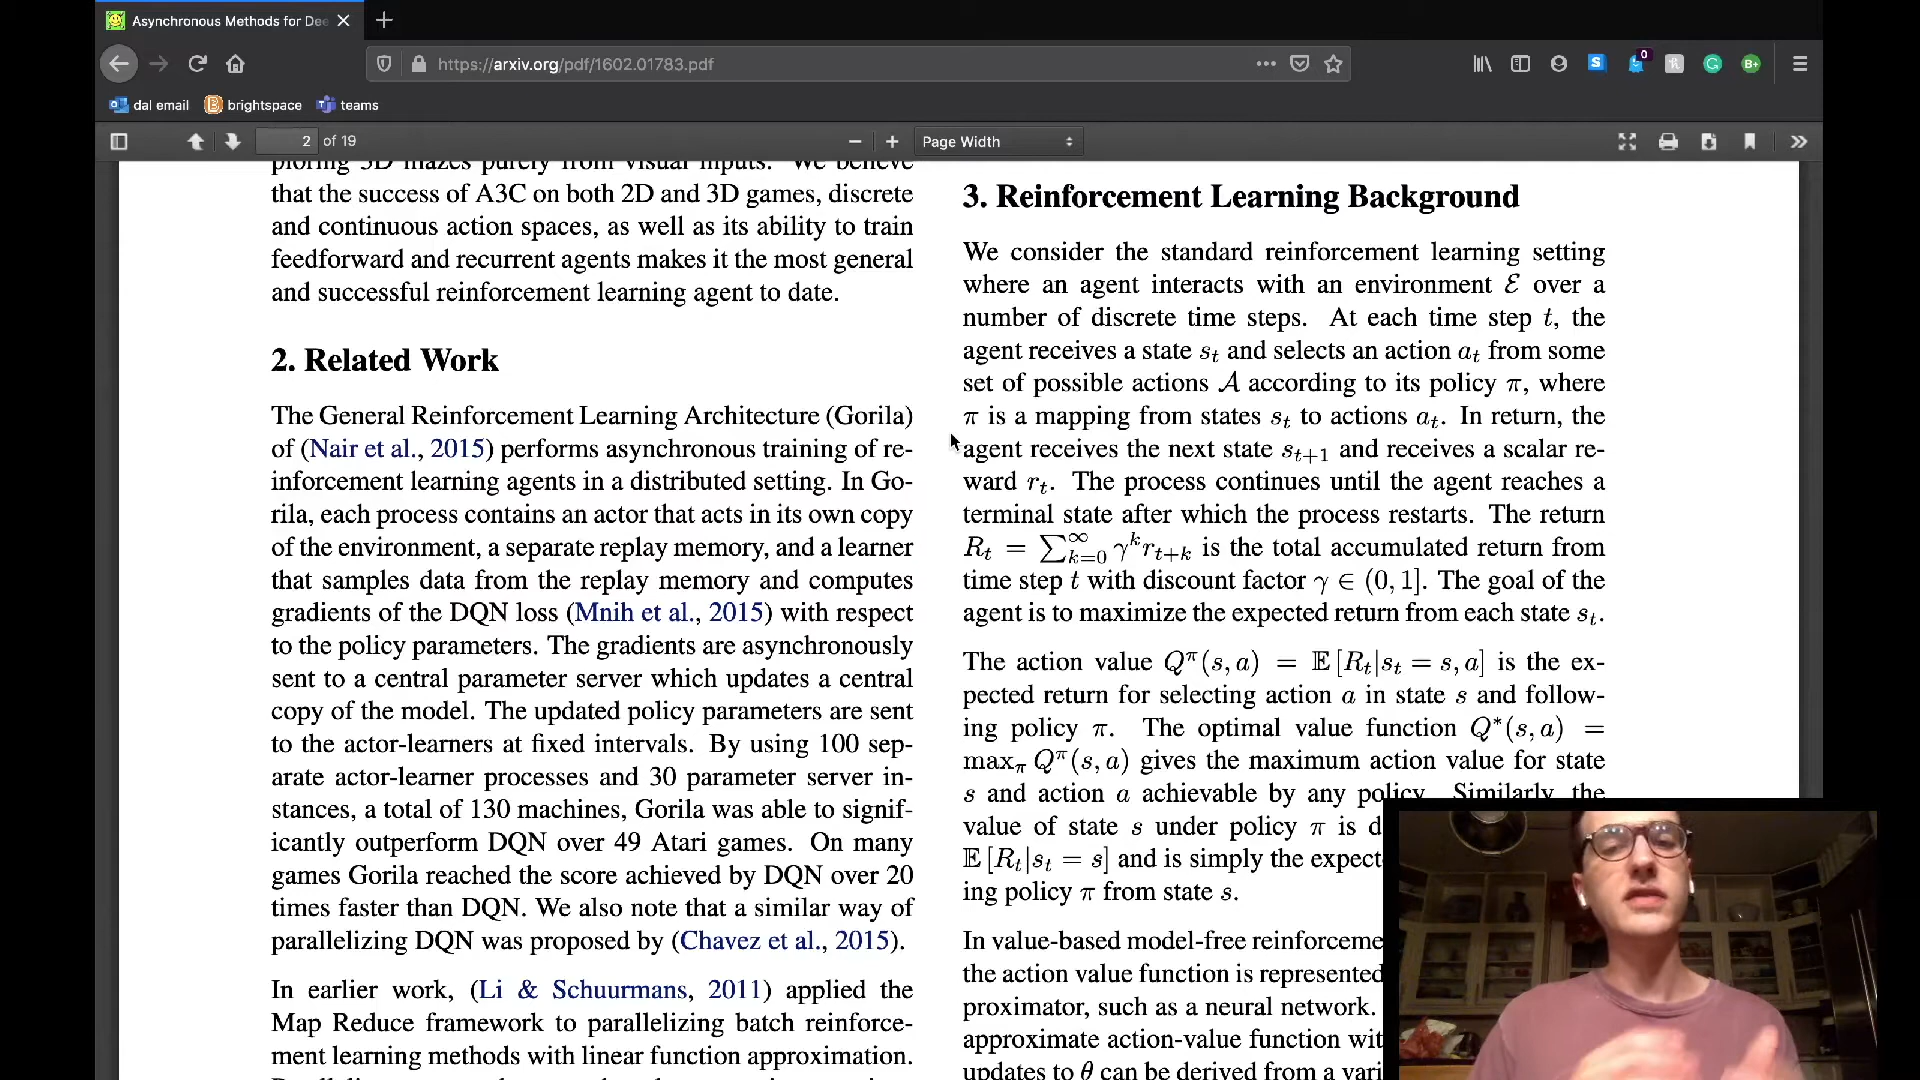 Asynchronous Methods for Dee
https://arxiv.org/pdf/1602.01783.pdf
0
B+
dal email
brightspace
teams
2 of 19
Page Width
ploring 3D mazes purely from visual inputs. We believe
that the success of A3C on both 2D and 3D games, discrete
and continuous action spaces, as well as its ability to train
feedforward and recurrent agents makes it the most general
and successful reinforcement learning agent to date.
2. Related Work
The General Reinforcement Learning Architecture (Gorila)
of (Nair et al., 2015) performs asynchronous training of re-
inforcement learning agents in a distributed setting. In Go-
rila, each process contains an actor that acts in its own copy
of the environment, a separate replay memory, and a learner
that samples data from the replay memory and computes
gradients of the DQN loss (Mnih et al., 2015) with respect
to the policy parameters. The gradients are asynchronously
sent to a central parameter server which updates a central
copy of the model. The updated policy parameters are sent
to the actor-learners at fixed intervals. By using 100 sep-
arate actor-learner processes and 30 parameter server in-
stances, a total of 130 machines, Gorila was able to signif-
icantly outperform DQN over 49 Atari games. On many
games Gorila reached the score achieved by DQN over 20
times faster than DQN. We also note that a similar way of
parallelizing DQN was proposed by (Chavez et al., 2015).
In earlier work, (Li & Schuurmans, 2011) applied the
Map Reduce framework to parallelizing batch reinforce-
ment learning methods with linear function approximation.
3. Reinforcement Learning Background
We consider the standard reinforcement learning setting
where an agent interacts with an environment ℰ over a
number of discrete time steps. At each time step t, the
agent receives a state s_t and selects an action a_t from some
set of possible actions 𝒜 according to its policy π, where
π is a mapping from states s_t to actions a_t. In return, the
agent receives the next state s_{t+1} and receives a scalar re-
ward r_t. The process continues until the agent reaches a
terminal state after which the process restarts. The return
R_t = ∑_{k=0}^∞ γ^k r_{t+k} is the total accumulated return from
time step t with discount factor γ ∈ (0, 1]. The goal of the
agent is to maximize the expected return from each state s_t.
The action value Q^π(s, a) = 𝔼 [R_t|s_t = s, a] is the ex-
pected return for selecting action a in state s and follow-
ing policy π. The optimal value function Q*(s, a) =
max_π Q^π(s, a) gives the maximum action value for state
s and action a achievable by any policy. Similarly, the
value of state s under policy π is d
𝔼 [R_t|s_t = s] and is simply the expect
ing policy π from state s.
In value-based model-free reinforceme
the action value function is represented
proximator, such as a neural network.
approximate action-value function wit
updates to θ can be derived from a vari